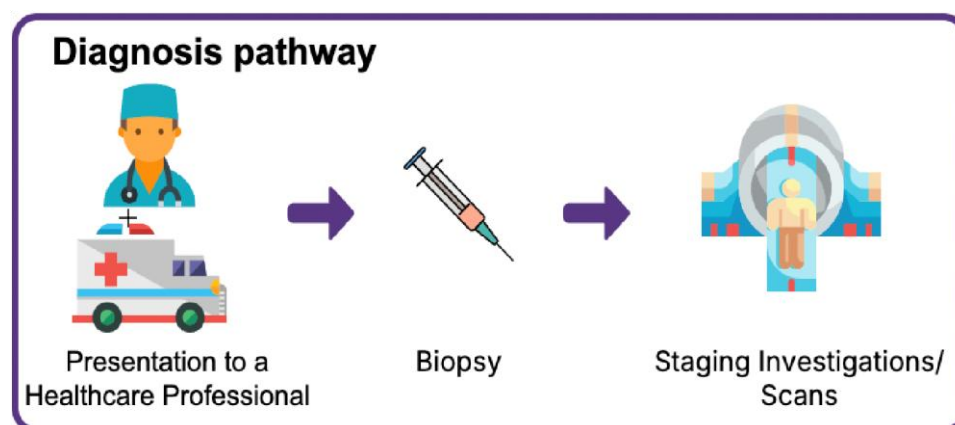 Diagnosis pathway
Presentation to a
Healthcare Professional
Biopsy
Staging Investigations/
Scans